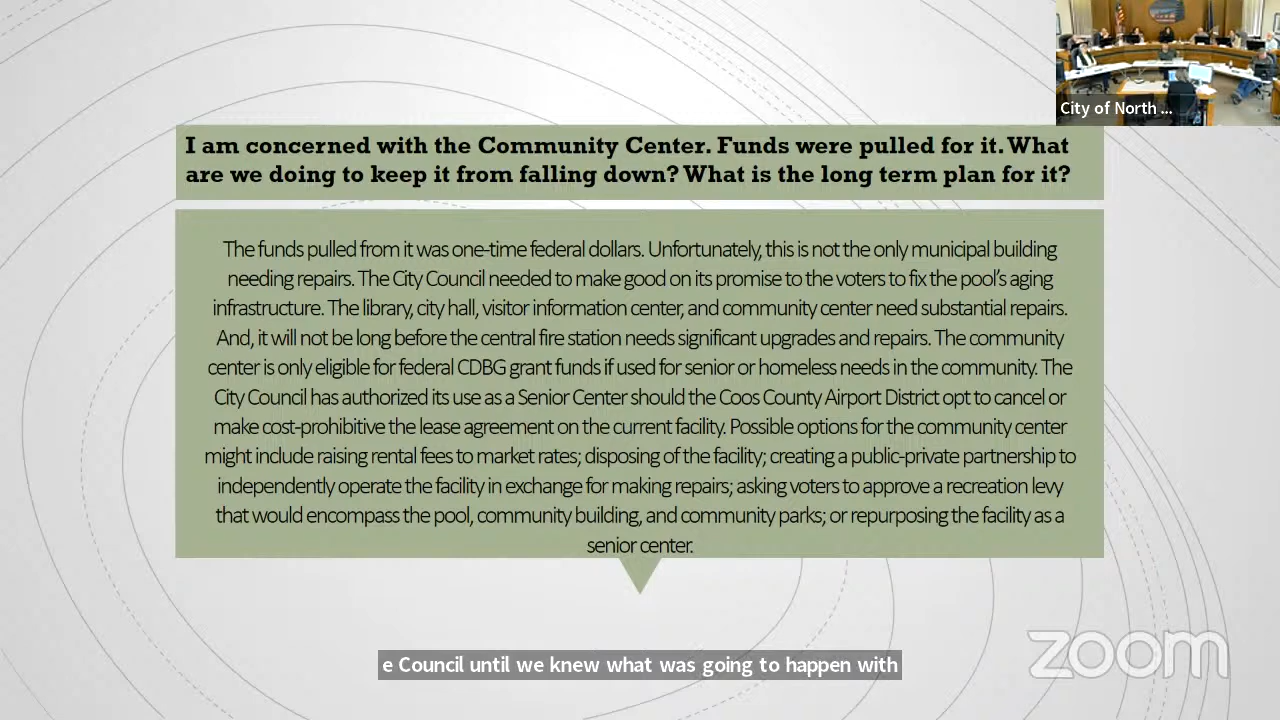 City of North ...
I am concerned with the Community Center. Funds were pulled for it. What
are we doing to keep it from falling down? What is the long term plan for it?
The funds pulled from it was one-time federal dollars. Unfortunately, this is not the only municipal building
needing repairs. The City Council needed to make good on its promise to the voters to fix the pool’s aging
infrastructure. The library, city hall, visitor information center, and community center need substantial repairs.
And, it will not be long before the central fire station needs significant upgrades and repairs. The community
center is only eligible for federal CDBG grant funds if used for senior or homeless needs in the community. The
City Council has authorized its use as a Senior Center should the Coos County Airport District opt to cancel or
make cost-prohibitive the lease agreement on the current facility. Possible options for the community center
might include raising rental fees to market rates; disposing of the facility; creating a public-private partnership to
independently operate the facility in exchange for making repairs; asking voters to approve a recreation levy
that would encompass the pool, community building, and community parks; or repurposing the facility as a
senior center.
e Council until we knew what was going to happen with
zoom